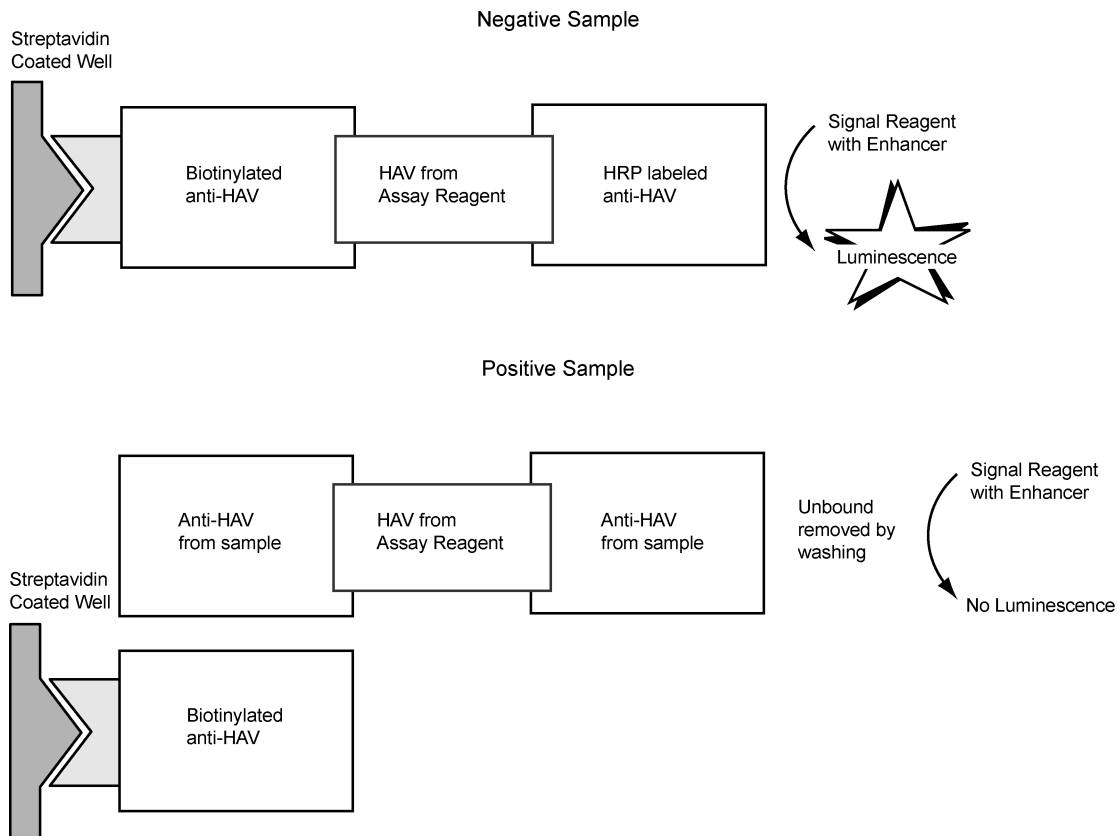 Negative Sample
Streptavidin
Coated Well
Biotinylated
anti-HAV
HAV from
Assay Reagent
HRP labeled
anti-HAV
Signal Reagent
with Enhancer
Luminescence
Positive Sample
Anti-HAV
from sample
HAV from
Assay Reagent
Anti-HAV
from sample
Unbound
removed by
washing
Signal Reagent
with Enhancer
No Luminescence
Streptavidin
Coated Well
Biotinylated
anti-HAV